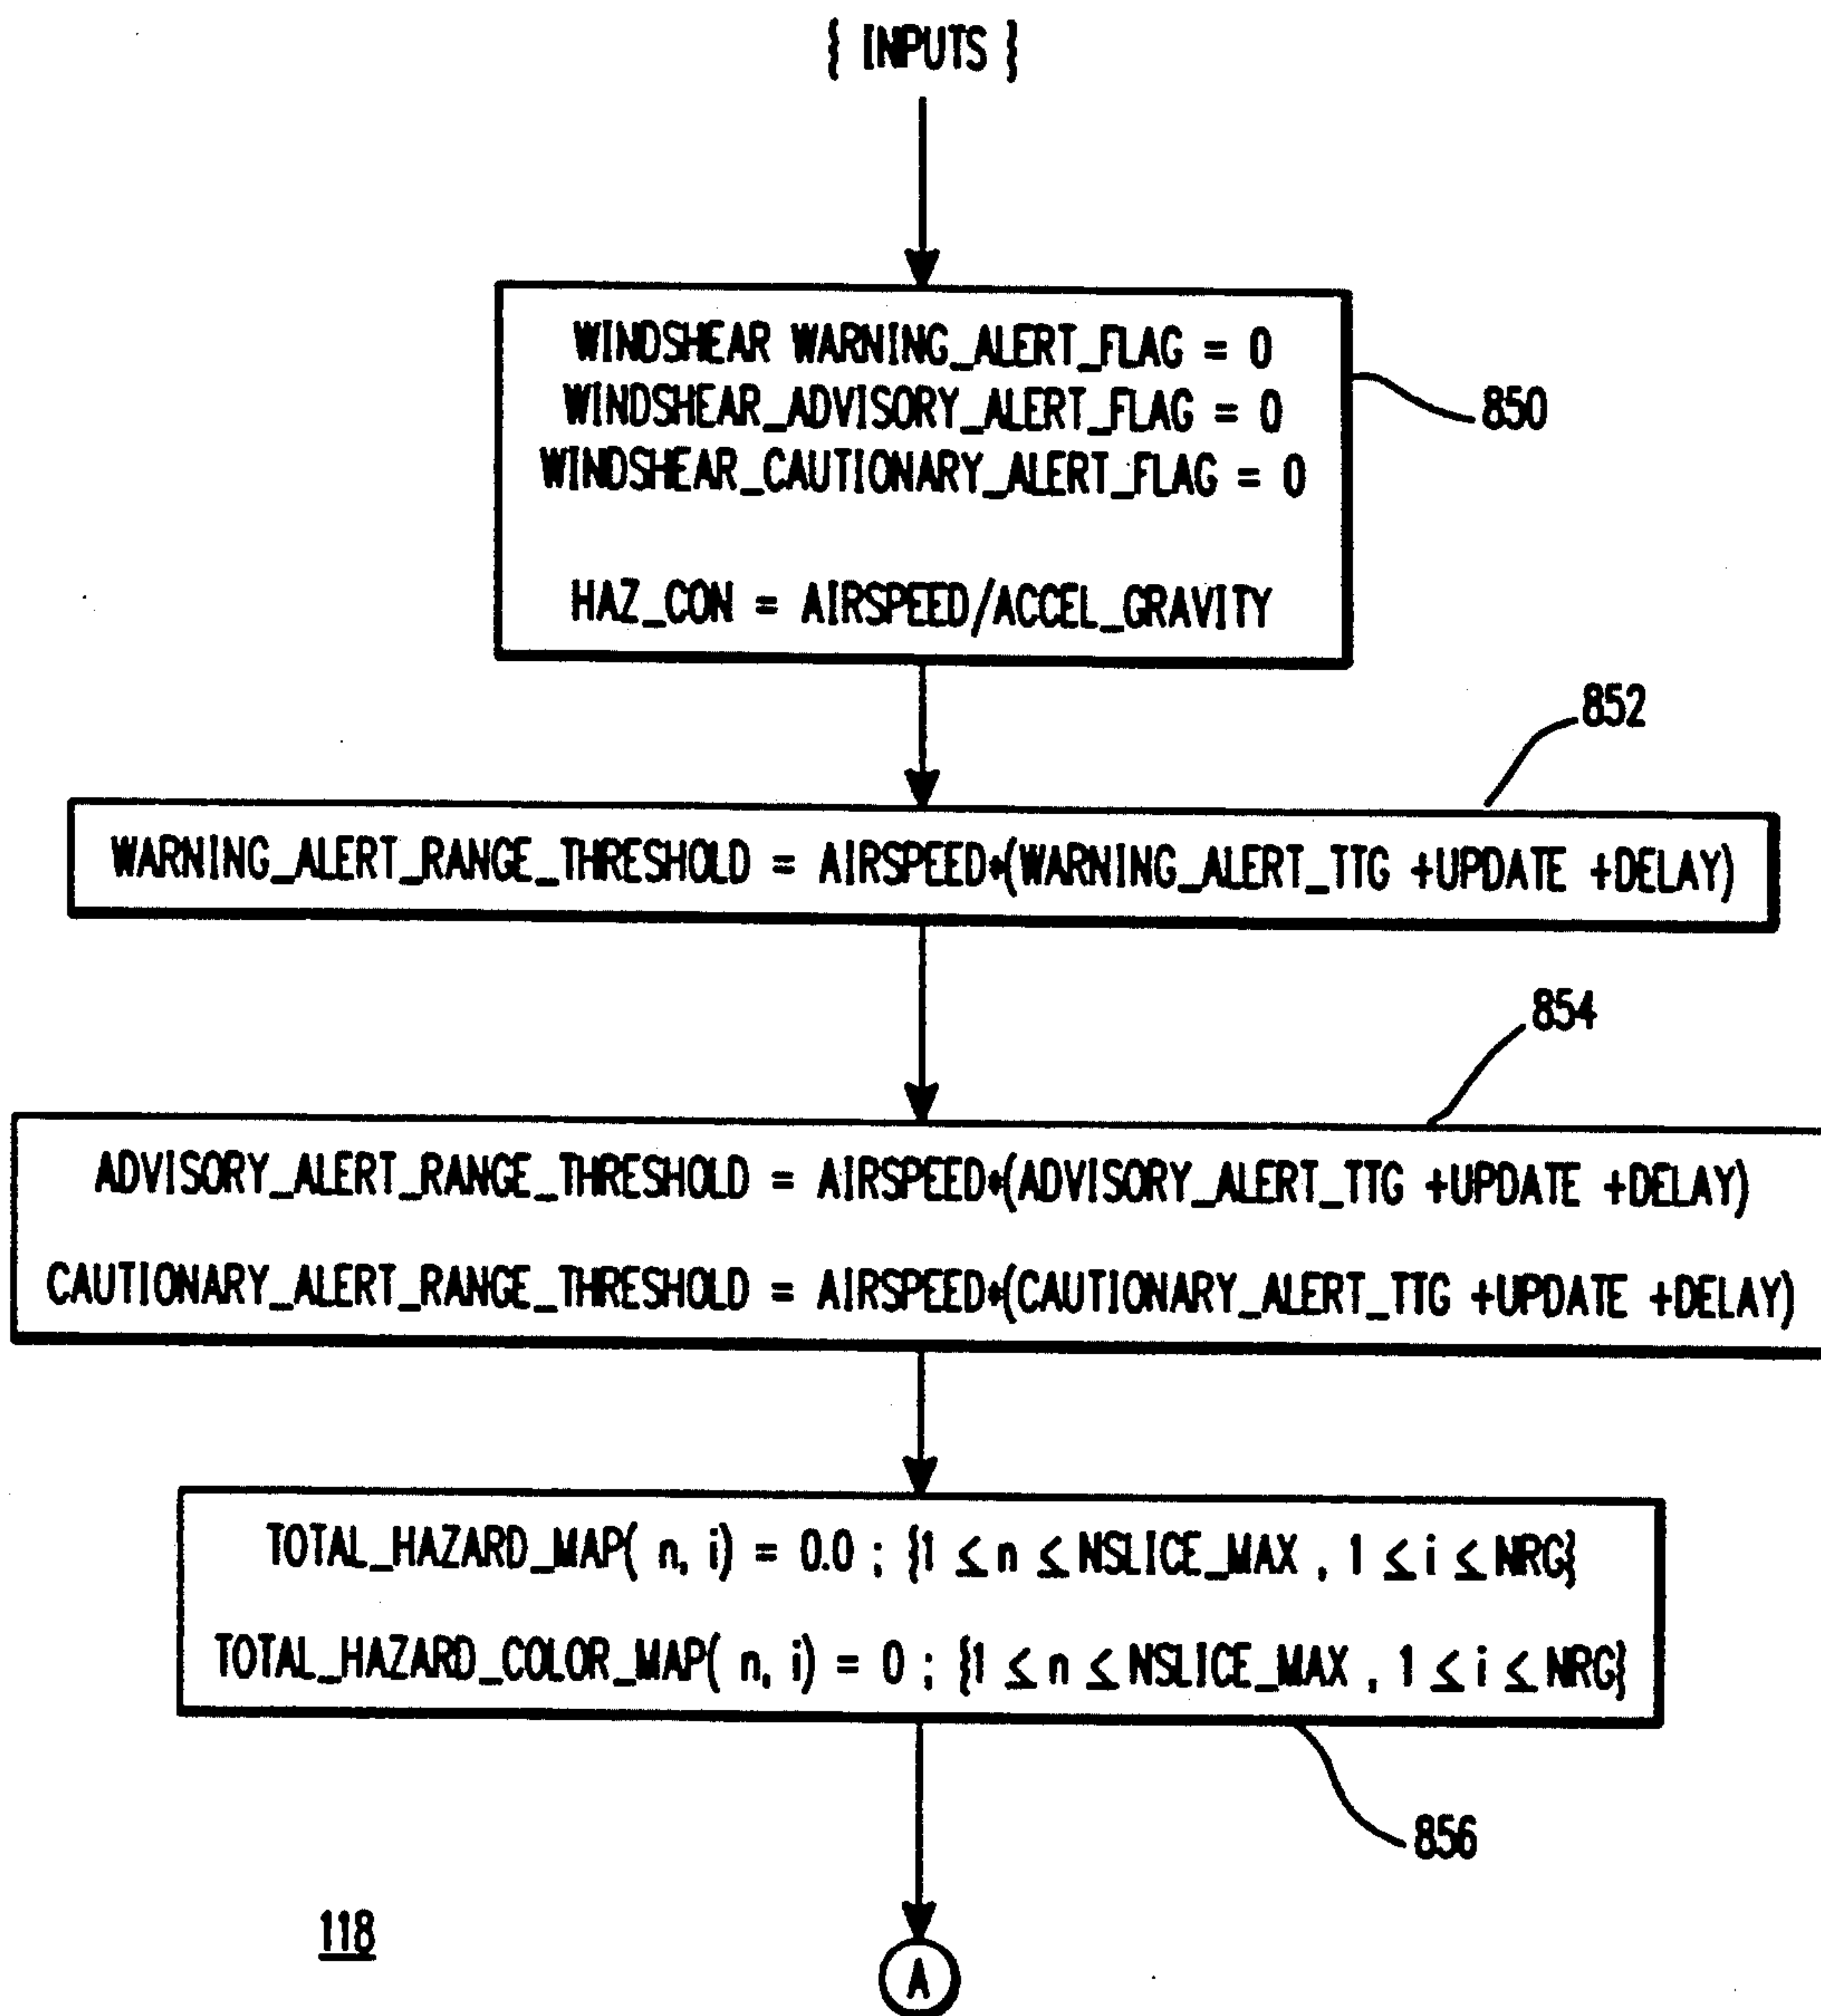 { INPUTS }
WINDSHEAR WARNING_ALERT_FLAG = 0
WINDSHEAR_ADVISORY_ALERT_FLAG = 0
WINDSHEAR_CAUTIONARY_ALERT_FLAG = 0
HAZ_CON = AIRSPEED/ACCEL_GRAVITY
850
852
WARNING_ALERT_RANGE_THRESHOLD = AIRSPEED*(WARNING_ALERT_TTG +UPDATE +DELAY)
854
ADVISORY_ALERT_RANGE_THRESHOLD = AIRSPEED*(ADVISORY_ALERT_TTG +UPDATE +DELAY)
CAUTIONARY_ALERT_RANGE_THRESHOLD = AIRSPEED*(CAUTIONARY_ALERT_TTG +UPDATE +DELAY)
TOTAL_HAZARD_MAP( n, i) = 0.0 ; {1 ≤ n ≤ NSLICE_MAX , 1 ≤ i ≤ NRG}
TOTAL_HAZARD_COLOR_MAP( n, i) = 0 ; {1 ≤ n ≤ NSLICE_MAX , 1 ≤ i ≤ NRG}
856
118
A